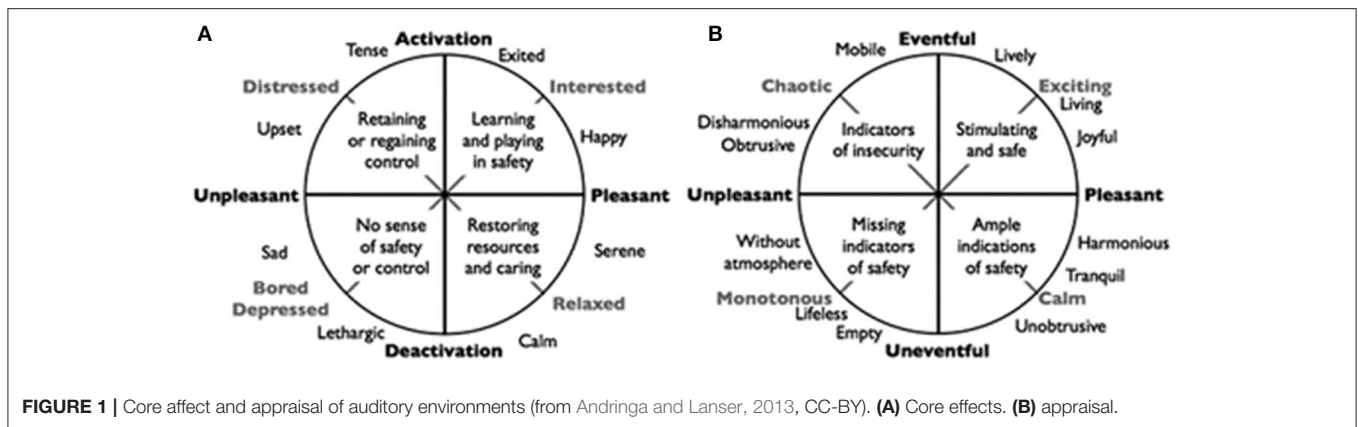 A
Activation
Tense
Exited
Distressed
Interested
Upset
Retaining
or regaining
control
Learning
and playing
in safety
Happy
Unpleasant
Pleasant
Sad
No sense
of safety
or control
Restoring
resources
and caring
Serene
Bored
Depressed
Relaxed
Lethargic
Calm
Deactivation
B
Eventful
Mobile
Lively
Chaotic
Exciting
Living
Disharmonious
Obtrusive
Indicators
of insecurity
Stimulating
and safe
Joyful
Unpleasant
Pleasant
Without
atmosphere
Missing
indicators
of safety
Ample
indications
of safety
Harmonious
Tranquil
Monotonous
Lifeless
Empty
Calm
Unobtrusive
Uneventful
FIGURE 1 | Core affect and appraisal of auditory environments (from Andringa and Lanser, 2013, CC-BY). (A) Core effects. (B) appraisal.